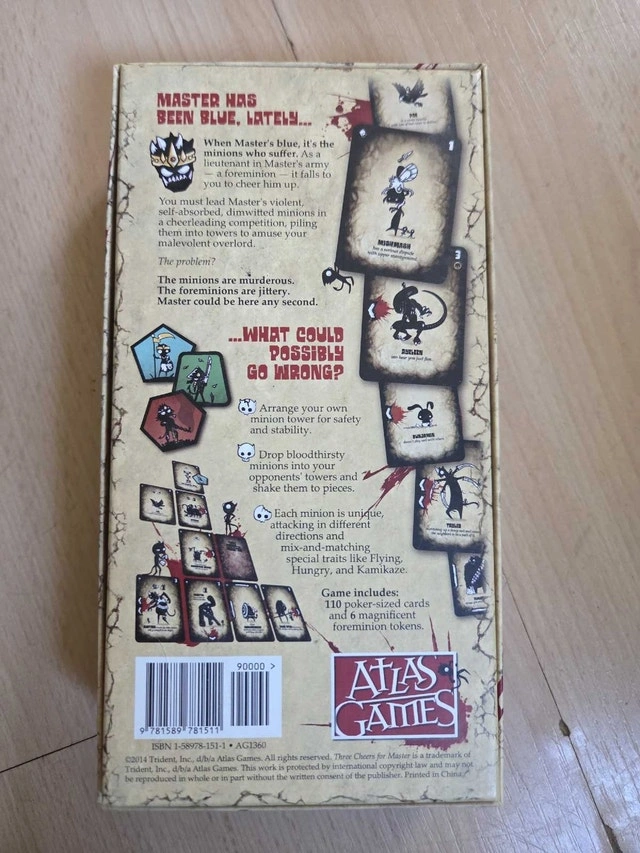 MASTER HAS
BEEN BLUE, LATELY...
When Master's blue, it's the
minions who suffer. As a
lieutenant in Master's army
— a foreminion — it falls to
you to cheer him up.
You must lead Master's violent,
self-absorbed, dimwitted minions in
a cheerleading competition, piling
them into towers to amuse your
malevolent overlord.
The problem?
The minions are murderous.
The foreminions are jittery.
Master could be here any second.
1
MISHMASH
3
...WHAT COULD
POSSIBLY
GO WRONG?
Arrange your own
minion tower for safety
and stability.
Drop bloodthirsty
minions into your
opponents' towers and
shake them to pieces.
Each minion is unique,
attacking in different
directions and
mix-and-matching
special traits like Flying,
Hungry, and Kamikaze.
Game includes:
110 poker-sized cards
and 6 magnificent
foreminion tokens.
90000 >
9 781589 781511
ATLAS
GAMES
ISBN 1-58978-151-1 • AG1360
©2014 Trident, Inc., d/b/a Atlas Games. All rights reserved. Three Cheers for Master is a trademark of
Trident, Inc., d/b/a Atlas Games. This work is protected by international copyright law and may not
be reproduced in whole or in part without the written consent of the publisher. Printed in China.